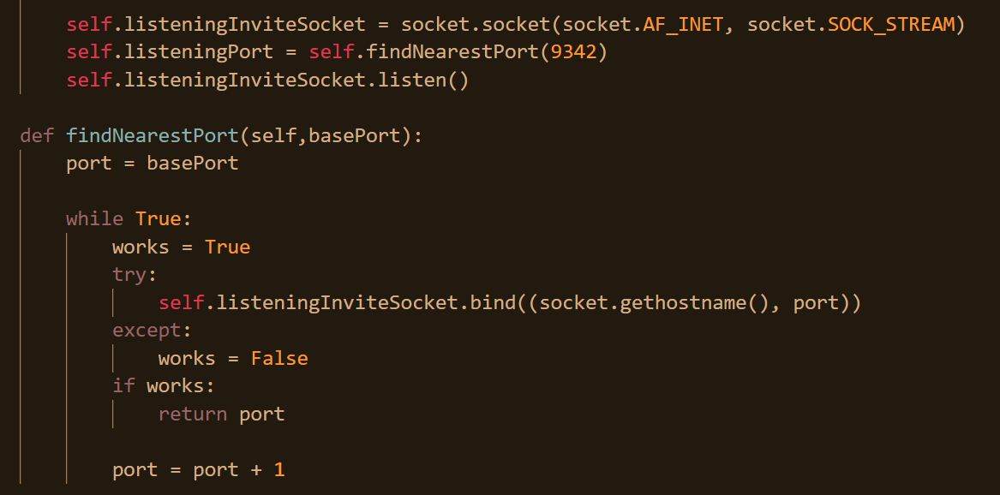 self.listeningInviteSocket = socket.socket(socket.AF_INET, socket.SOCK_STREAM)
self.listeningPort = self.findNearestPort(9342)
self.listeningInviteSocket.listen()
def findNearestPort(self,basePort):
port = basePort
while True:
works = True
try:
self.listeningInviteSocket.bind((socket.gethostname(), port))
except:
works = False
if works:
return port
port = port + 1